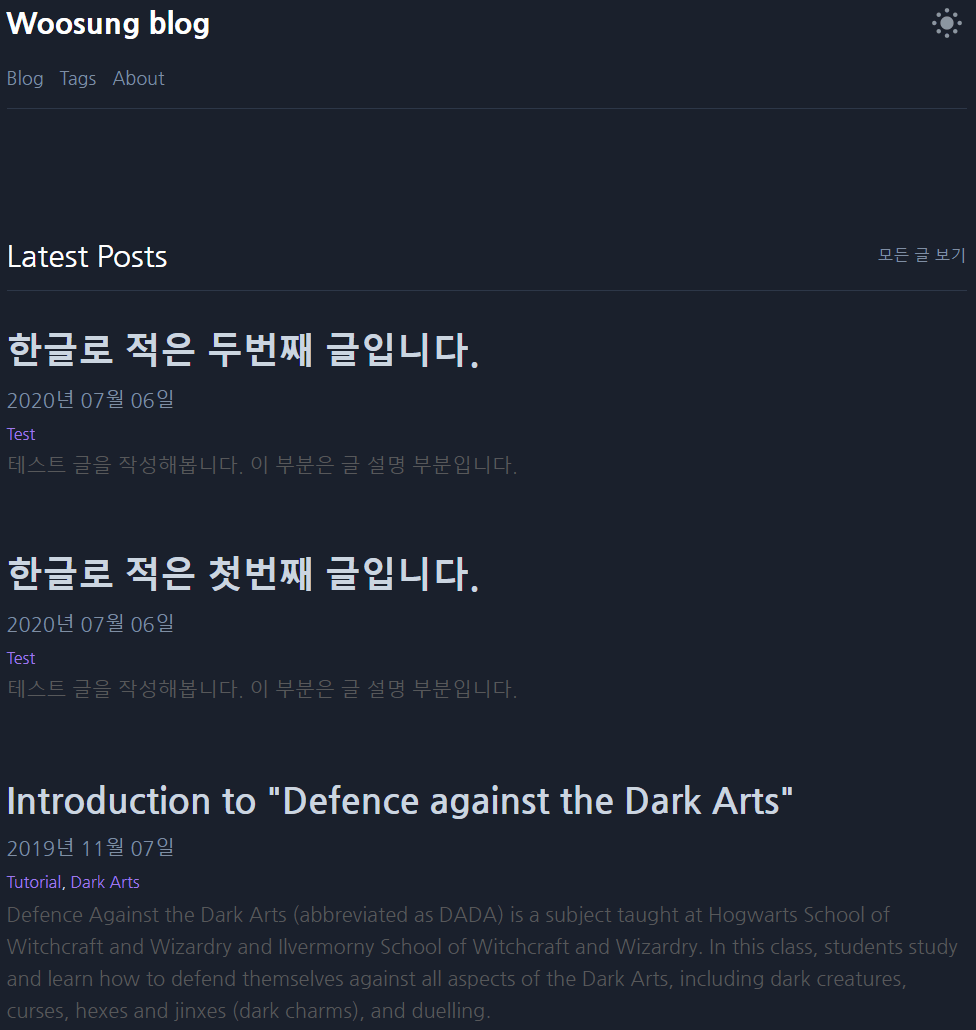 Woosung blog
Blog Tags About
Latest Posts 모든 글 보기
한글로 적은 두번째 글입니다.
2020년 07월 06일
Test
테스트 글을 작성해봅니다. 이 부분은 글 설명 부분입니다.
한글로 적은 첫번째 글입니다.
2020년 07월 06일
Test
테스트 글을 작성해봅니다. 이 부분은 글 설명 부분입니다.
Introduction to "Defence against the Dark Arts"
2019년 11월 07일
Tutorial, Dark Arts
Defence Against the Dark Arts (abbreviated as DADA) is a subject taught at Hogwarts School of
Witchcraft and Wizardry and Ilvermorny School of Witchcraft and Wizardry. In this class, students study
and learn how to defend themselves against all aspects of the Dark Arts, including dark creatures,
curses, hexes and jinxes (dark charms), and duelling.